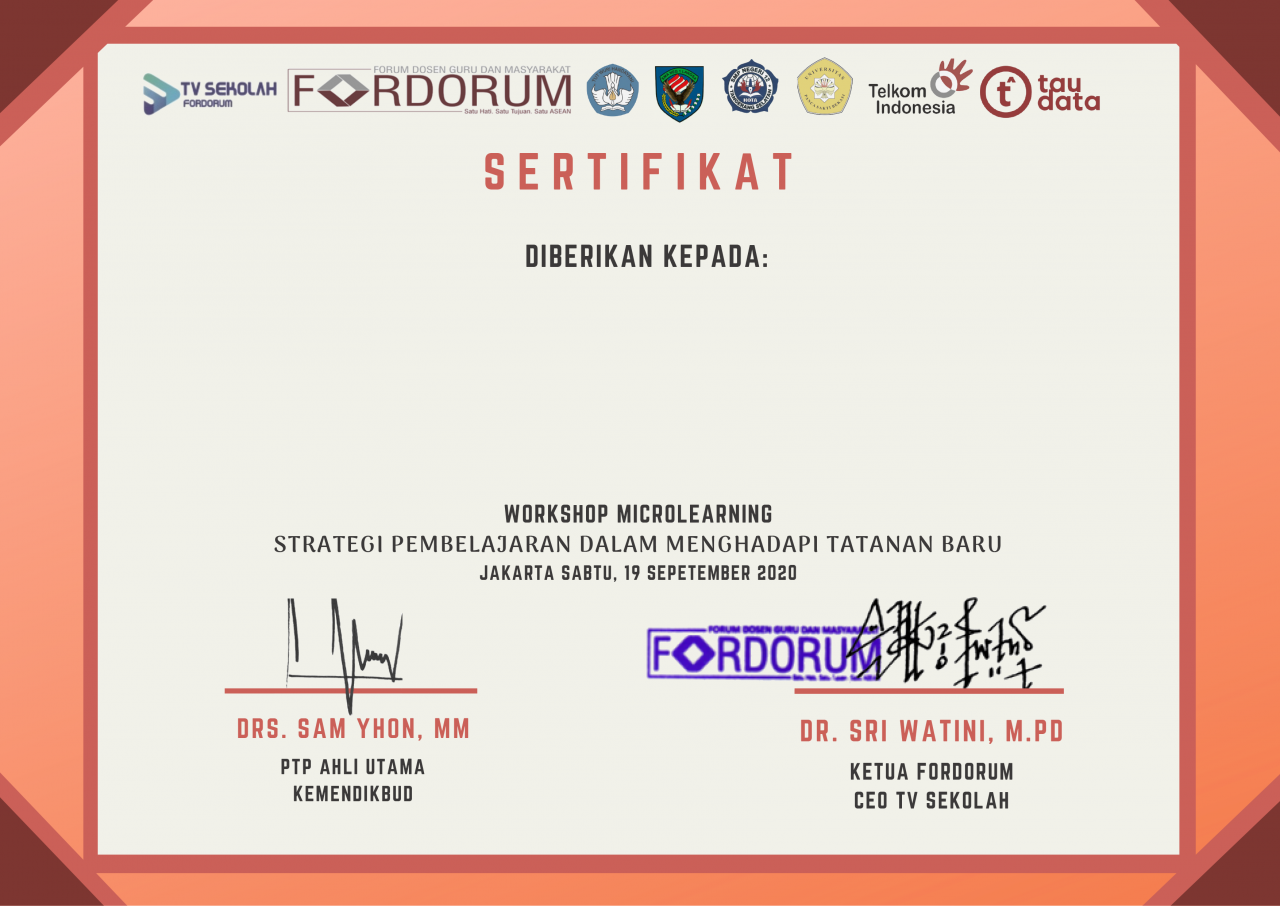 TV SEKOLAH
FORDORUM
FORUM DOSEN GURU DAN MASYARAKAT
FORDORUM
Satu Hati. Satu Tujuan. Satu ASEAN
UNIVERSITAS
Telkom
Indonesia
tau
data
SERTIFIKAT
DIBERIKAN KEPADA:
WORKSHOP MICROLEARNING
STRATEGI PEMBELAJARAN DALAM MENGHADAPI TATANAN BARU
JAKARTA SABTU, 19 SEPETEMBER 2020
FORUM DOSEN GURU DAN MASYARAKAT
FORDORUM
DRS. SAM YHON, MM
PTP AHLI UTAMA
KEMENDIKBUD
DR. SRI WATINI, M.PD
KETUA FORDORUM
CEO TV SEKOLAH